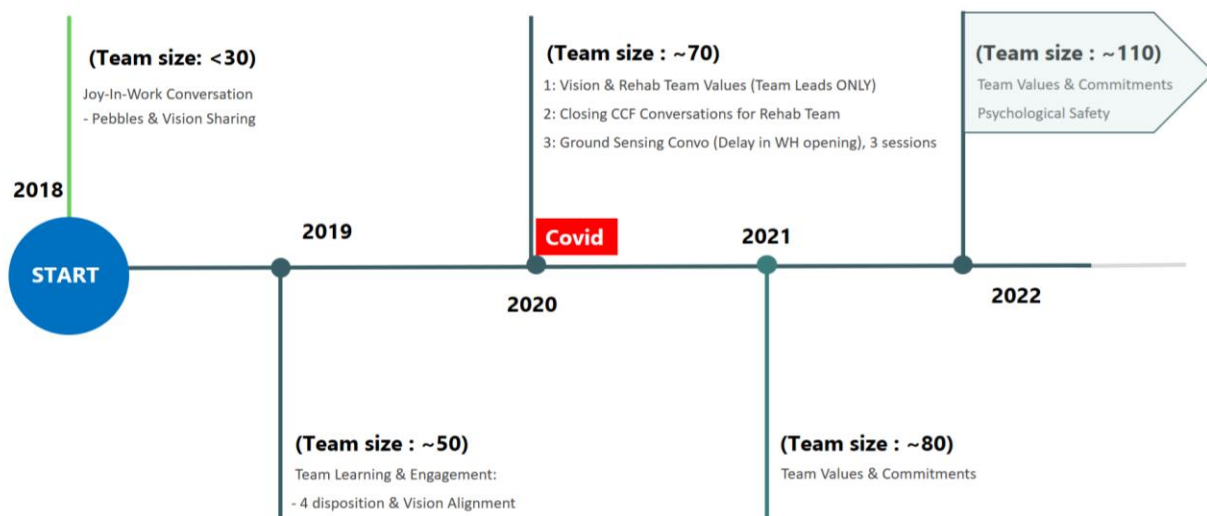 2018
START
(Team size: <30)
Joy-In-Work Conversation
- Pebbles & Vision Sharing
2019
(Team size : ~50)
Team Learning & Engagement:
- 4 disposition & Vision Alignment
(Team size : ~70)
1: Vision & Rehab Team Values (Team Leads ONLY)
2: Closing CCF Conversations for Rehab Team
3: Ground Sensing Convo (Delay in WH opening), 3 sessions
Covid
2020
2021
(Team size : ~80)
Team Values & Commitments
(Team size : ~110)
Team Values & Commitments
Psychological Safety
2022